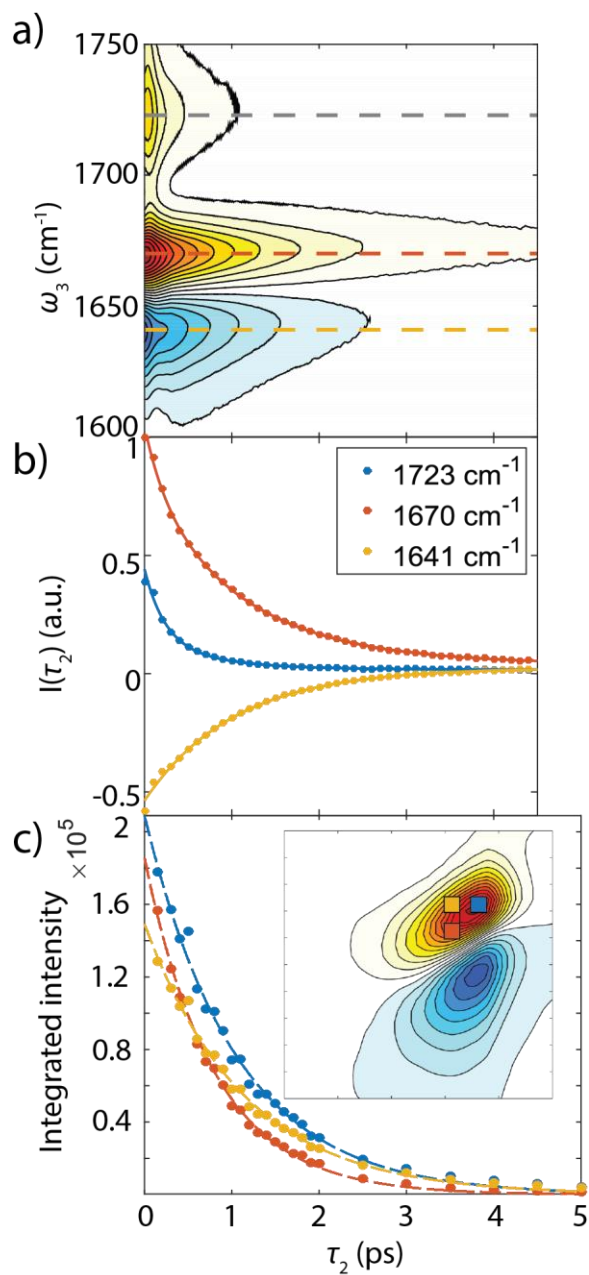 a)
1750
1700
1650
1600
ω₃ (cm⁻¹)
b)
1
0.5
0
-0.5
I(τ₂) (a.u.)
1723 cm⁻¹
1670 cm⁻¹
1641 cm⁻¹
c)
×10⁵
2
1.6
1.2
0.8
0.4
Integrated intensity
0 1 2 3 4 5
τ₂ (ps)